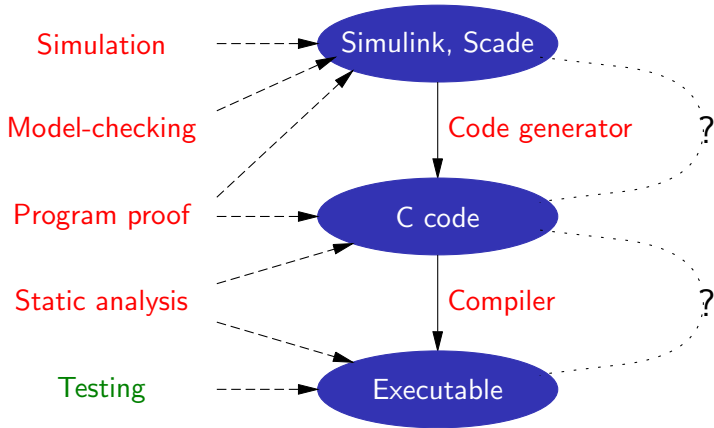 Simulation
Simulink, Scade
Model-checking
Code generator
?
Program proof
C code
Static analysis
Compiler
?
Testing
Executable